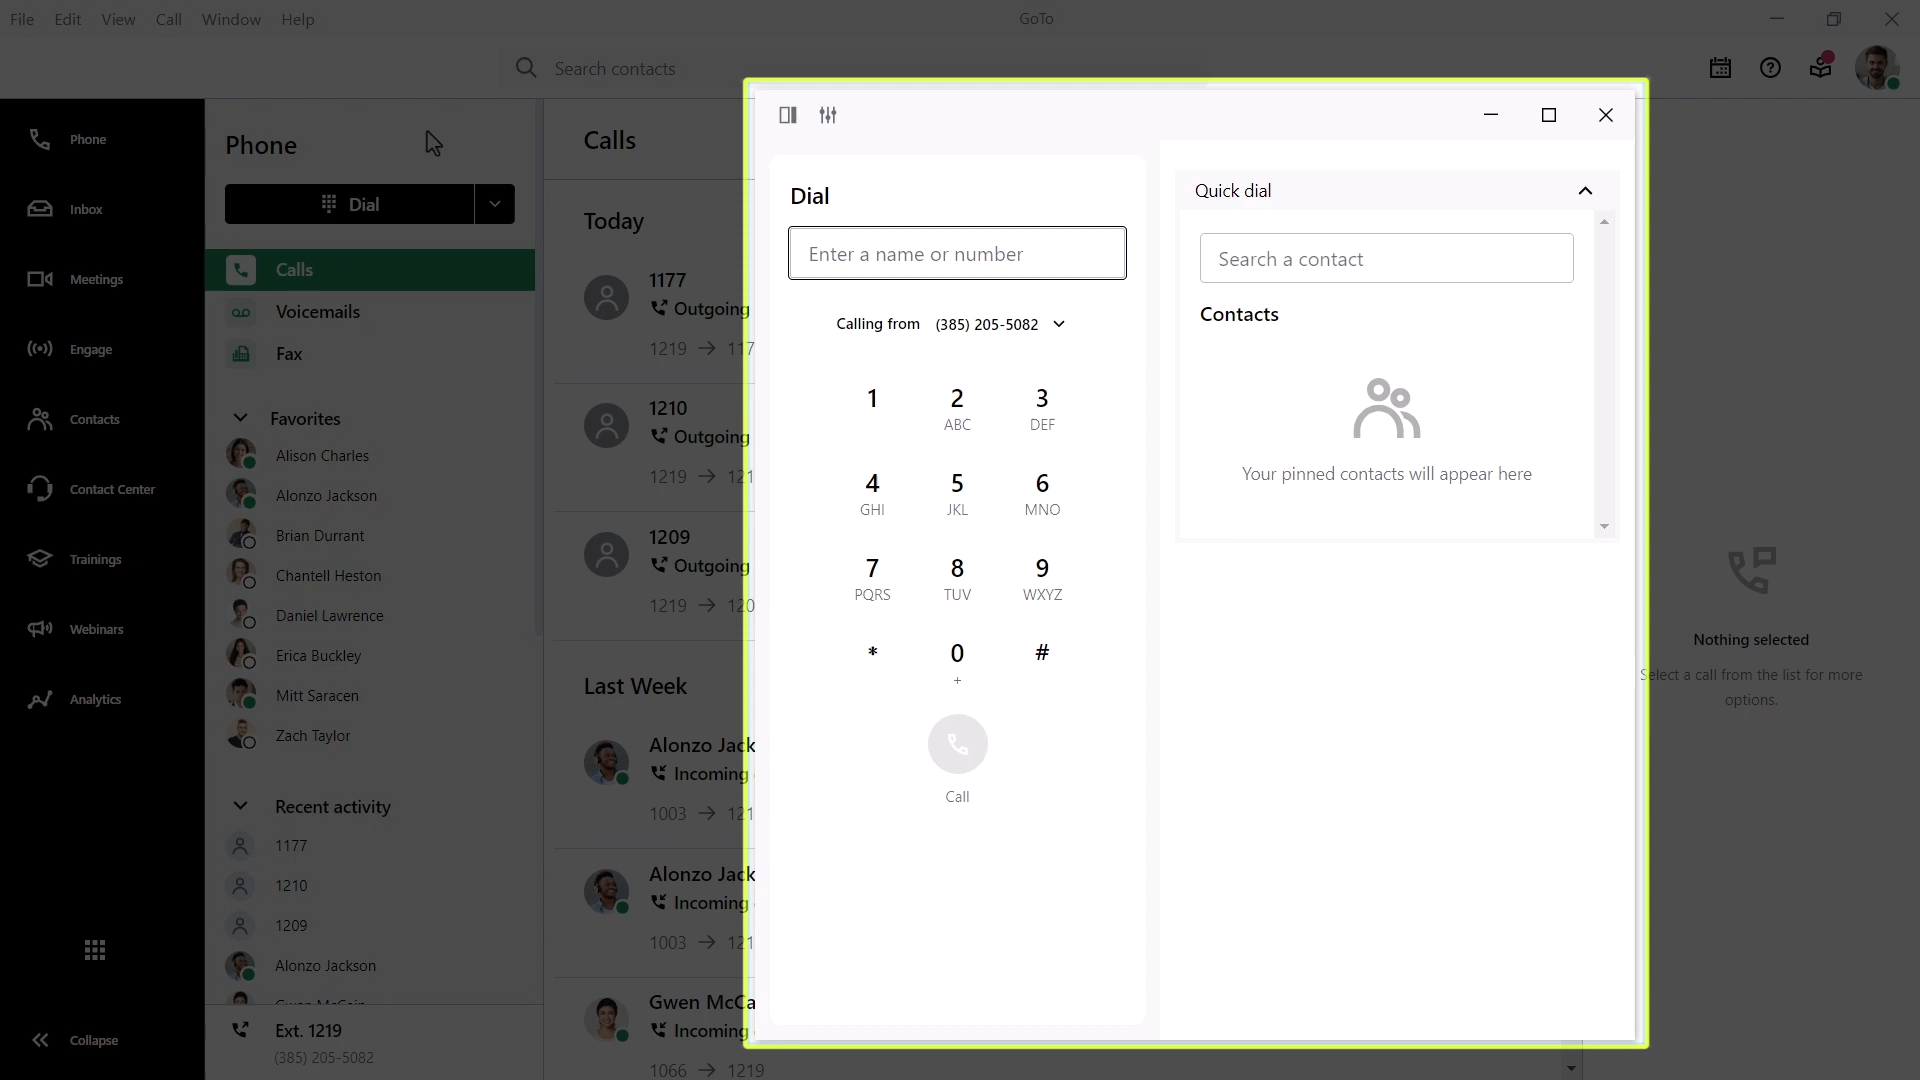 File Edit View Call Window Help
GoTo
Search contacts
Phone
Inbox
Meetings
Engage
Contacts
Contact Center
Trainings
Webinars
Analytics
Collapse
Phone
Dial
Calls
Voicemails
Fax
Favorites
Alison Charles
Alonzo Jackson
Brian Durrant
Chantell Heston
Daniel Lawrence
Erica Buckley
Mitt Saracen
Zach Taylor
Recent activity
1177
1210
1209
Alonzo Jackson
Ext. 1219
(385) 205-5082
Calls
Today
1177
Outgoing
1219 → 117
1210
Outgoing
1219 → 121
1209
Outgoing
1219 → 120
Last Week
Alonzo Jack
Incoming
1003 → 121
Alonzo Jack
Incoming
1003 → 121
Gwen McCa
Incoming
1066 → 1219
Dial
Enter a name or number
Calling from (385) 205-5082
1 2 3
ABC DEF
4 5 6
GHI JKL MNO
7 8 9
PQRS TUV WXYZ
* 0 #
+
Call
Quick dial
Search a contact
Contacts
Your pinned contacts will appear here
Nothing selected
Select a call from the list for more
options.